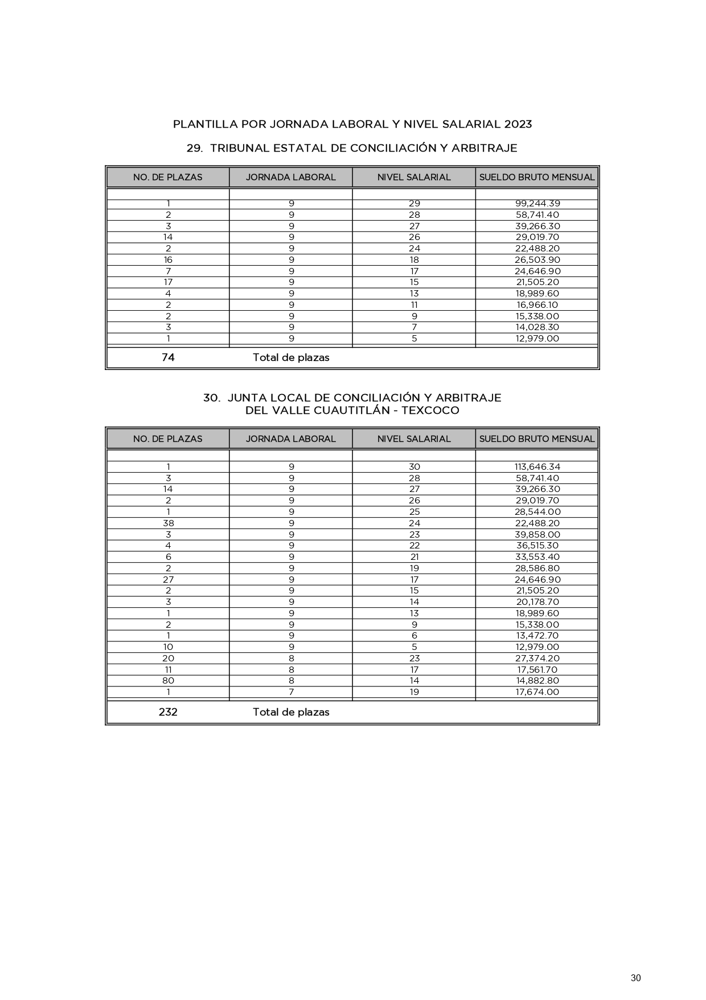 PLANTILLA POR JORNADA LABORAL Y NIVEL SALARIAL 2023
29. TRIBUNAL ESTATAL DE CONCILIACIÓN Y ARBITRAJE
NO. DE PLAZAS JORNADA LABORAL NIVEL SALARIAL SUELDO BRUTO MENSUAL
1 9 29 99,244.39
2 9 28 58,741.40
3 9 27 39,266.30
14 9 26 29,019.70
2 9 24 22,488.20
16 9 18 26,503.90
7 9 17 24,646.90
17 9 15 21,505.20
4 9 13 18,989.60
2 9 11 16,966.10
2 9 9 15,338.00
3 9 7 14,028.30
1 9 5 12,979.00
74 Total de plazas
30. JUNTA LOCAL DE CONCILIACIÓN Y ARBITRAJE
DEL VALLE CUAUTITLÁN - TEXCOCO
NO. DE PLAZAS JORNADA LABORAL NIVEL SALARIAL SUELDO BRUTO MENSUAL
1 9 30 113,646.34
3 9 28 58,741.40
14 9 27 39,266.30
2 9 26 29,019.70
1 9 25 28,544.00
38 9 24 22,488.20
3 9 23 39,858.00
4 9 22 36,515.30
6 9 21 33,553.40
2 9 19 28,586.80
27 9 17 24,646.90
2 9 15 21,505.20
3 9 14 20,178.70
1 9 13 18,989.60
2 9 9 15,338.00
1 9 6 13,472.70
10 9 5 12,979.00
20 8 23 27,374.20
11 8 17 17,561.70
80 8 14 14,882.80
1 7 19 17,674.00
232 Total de plazas
30